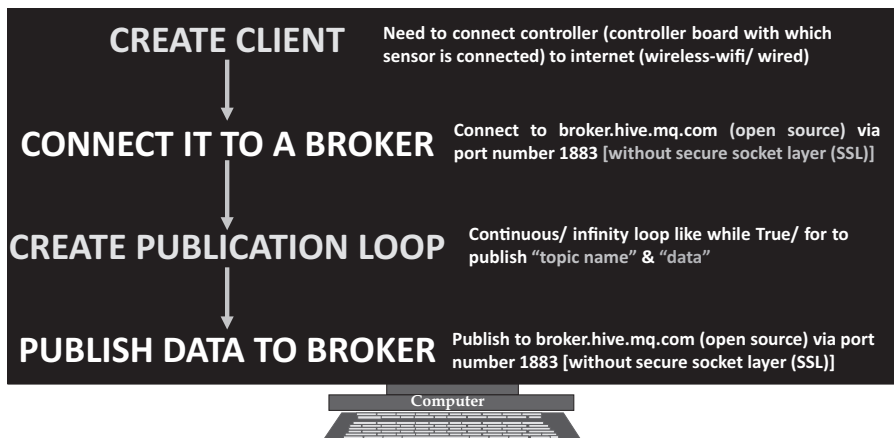 CREATE CLIENT
Need to connect controller (controller board with which
sensor is connected) to internet (wireless-wifi/ wired)
CONNECT IT TO A BROKER
Connect to broker.hive.mq.com (open source) via
port number 1883 [without secure socket layer (SSL)]
CREATE PUBLICATION LOOP
Continuous/ infinity loop like while True/ for to
publish “topic name” & “data”
PUBLISH DATA TO BROKER
Publish to broker.hive.mq.com (open source) via port
number 1883 [without secure socket layer (SSL)]
Computer